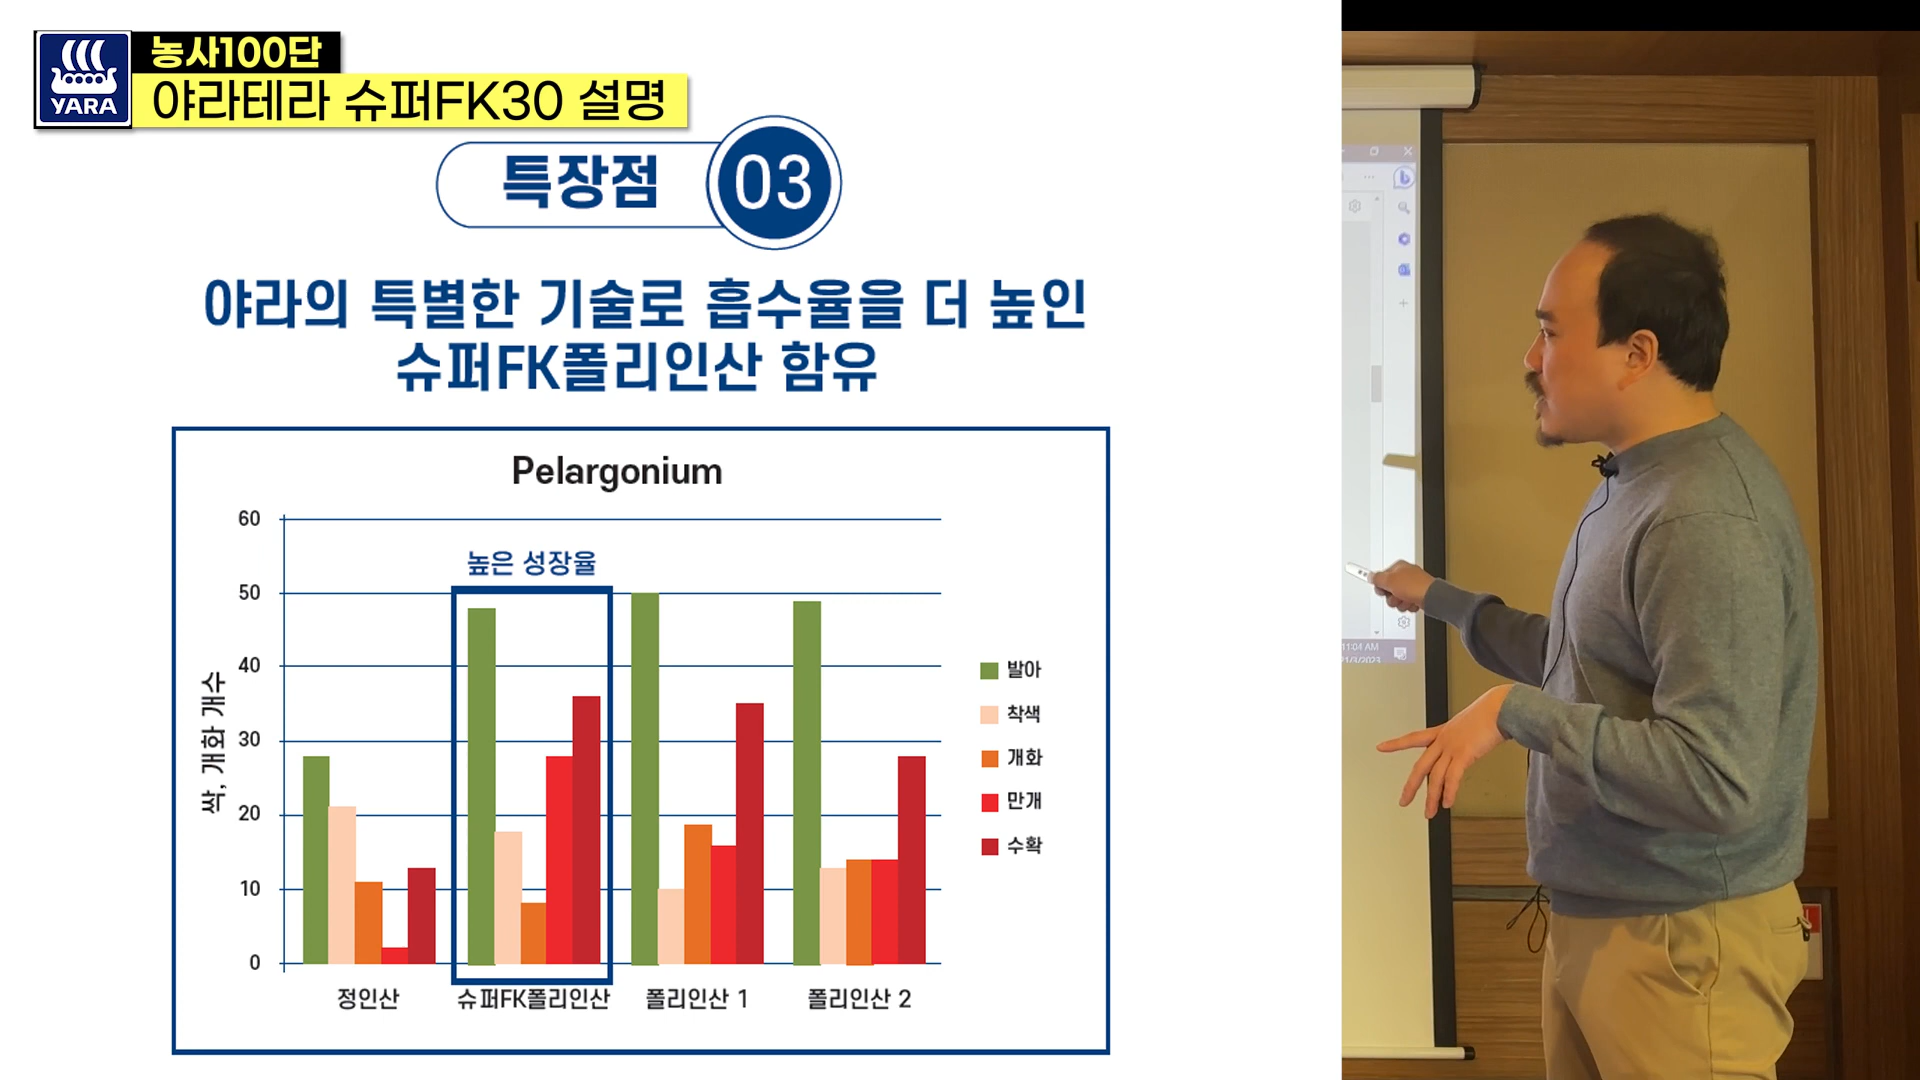 농사100단
YARA
야라테라 슈퍼FK30 설명
특장점 03
야라의 특별한 기술로 흡수율을 더 높인
슈퍼FK폴리인산 함유
Pelargonium
싹, 개화 개수
60
50
40
30
20
10
0
높은 성장율
정인산 슈퍼FK폴리인산 폴리인산 1 폴리인산 2
발아
착색
개화
만개
수확
11:04 AM